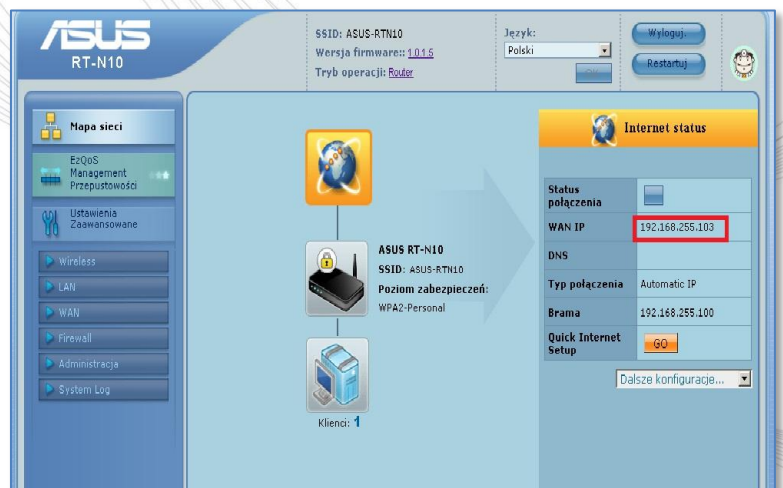 ASUS
RT-N10
SSID: ASUS-RTN10
Wersja firmware:: 1.0.1.5
Tryb operacji: Router
Język:
Polski
Wyloguj.
Restartuj
Mapa sieci
EzQoS
Management
Przepustowości
Ustawienia
Zaawansowane
Wireless
LAN
WAN
Firewall
Administracja
System Log
ASUS RT-N10
SSID: ASUS-RTN10
Poziom zabezpieczeń:
WPA2-Personal
Klienci: 1
Internet status
Status
połączenia
WAN IP 192.168.255.103
DNS
Typ połączenia Automatic IP
Brama 192.168.255.100
Quick Internet
Setup GO
Dalsze konfiguracje...